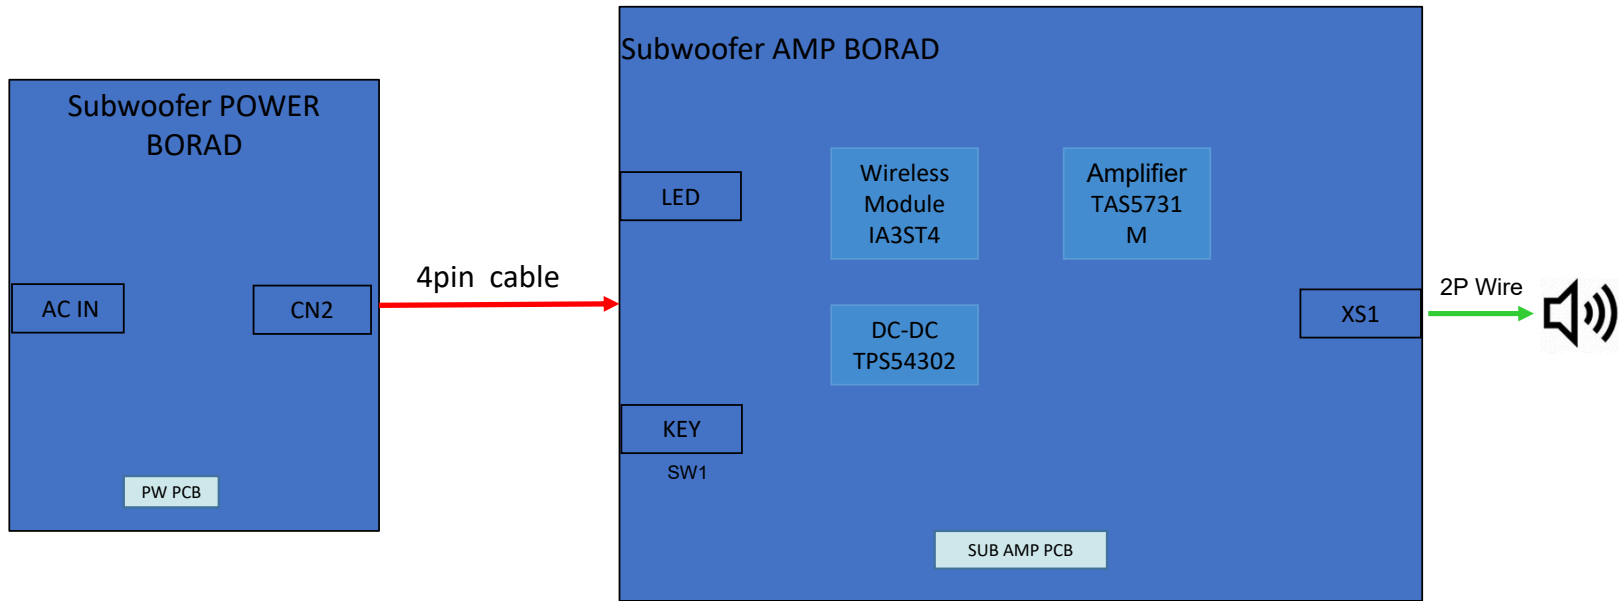 Subwoofer POWER
BORAD
AC IN
CN2
PW PCB
4pin  cable
Subwoofer AMP BORAD
LED
Wireless
Module
IA3ST4
Amplifier
TAS5731
M
DC-DC
TPS54302
KEY
SW1
XS1
SUB AMP PCB
2P Wire